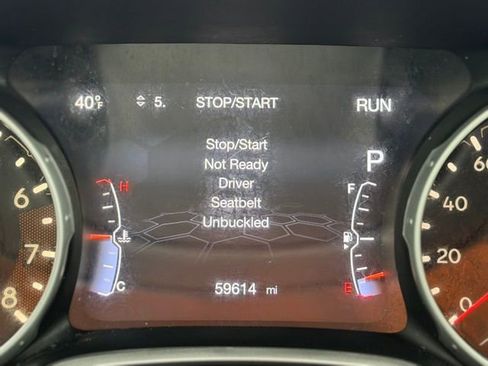 40°F 5. STOP/START RUN
Stop/Start
Not Ready
P
Driver
Seatbelt
Unbuckled
H
F
C
E
59614 mi
6
7
8
60
40
20
0